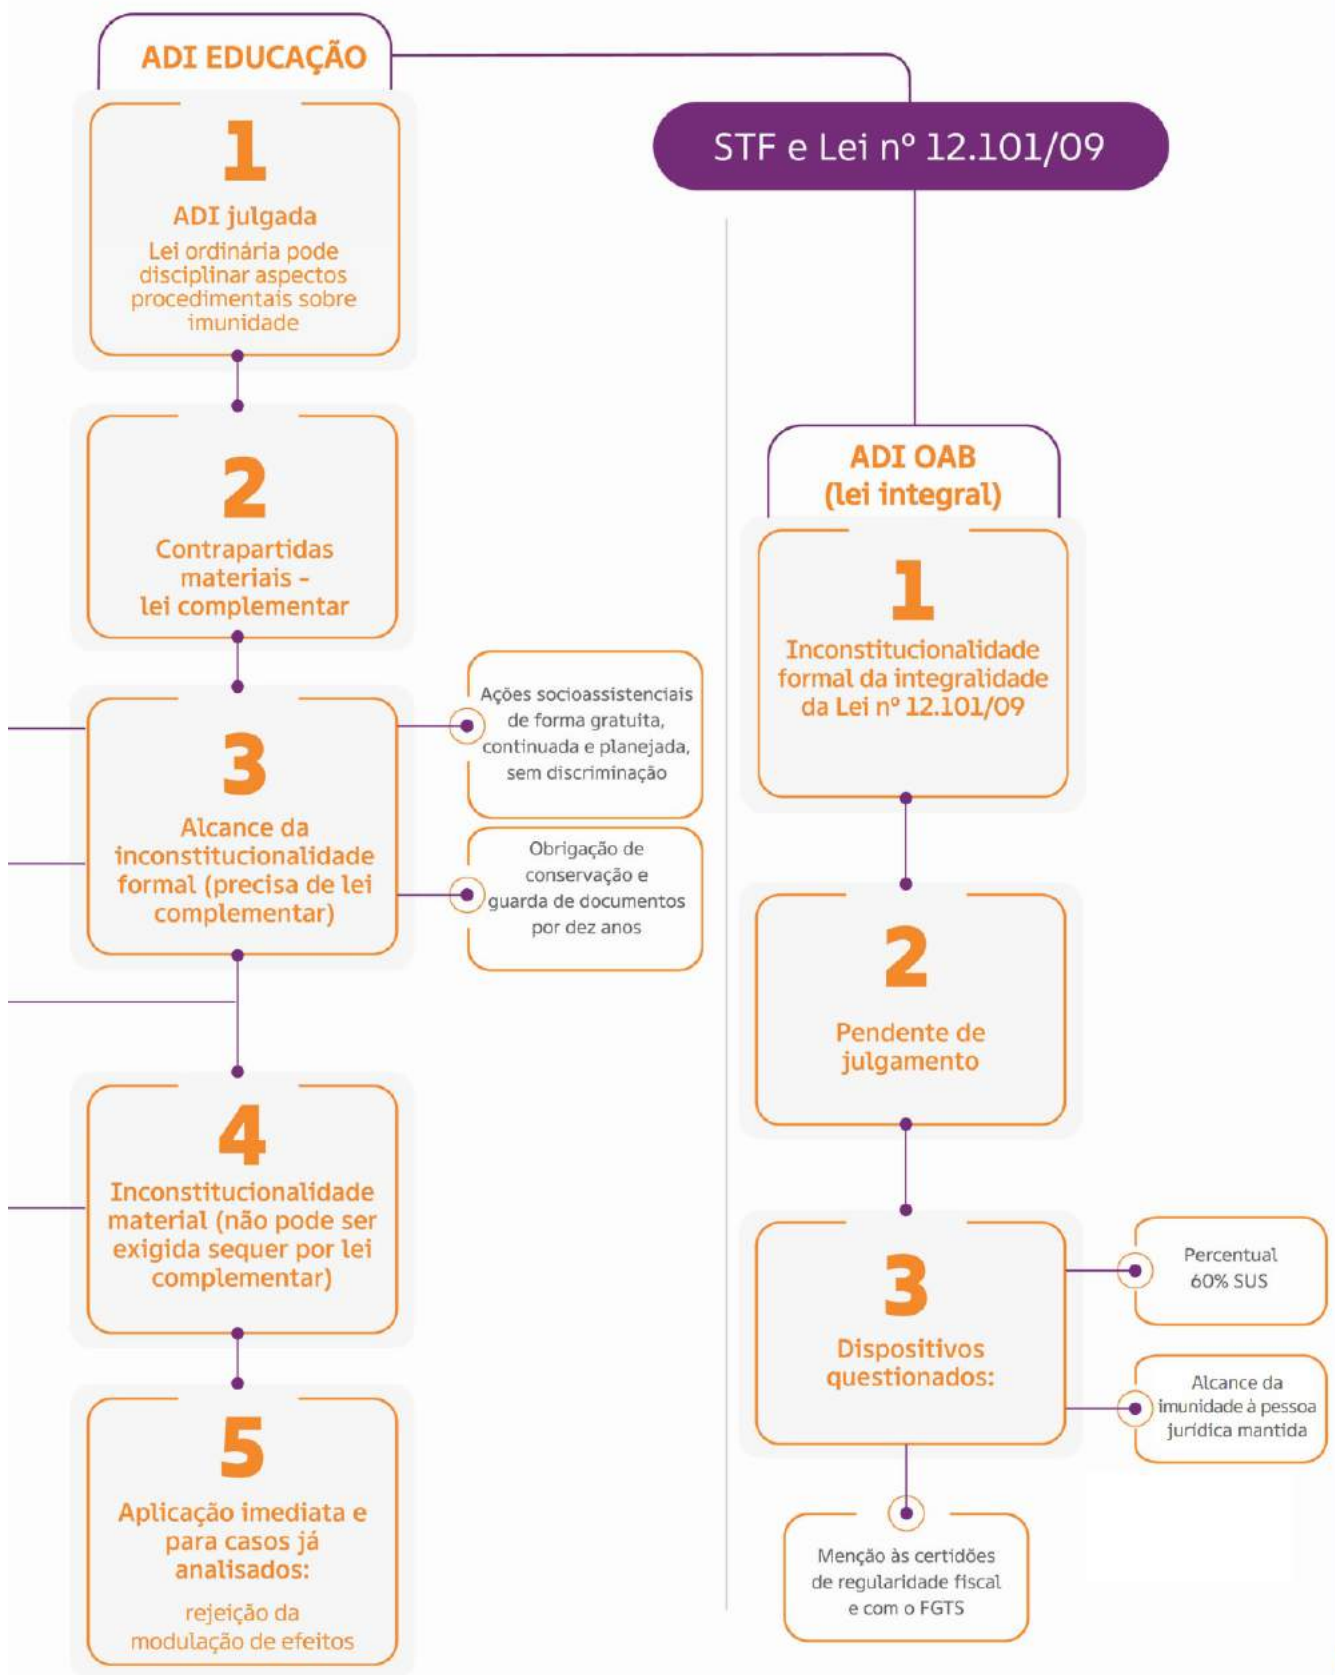 ADI EDUCAÇÃO
1
ADI julgada
Lei ordinária pode
disciplinar aspectos
procedimentais sobre
imunidade
2
Contrapartidas
materiais -
lei complementar
3
Alcance da
inconstitucionalidade
formal (precisa de lei
complementar)
Ações socioassistenciais
de forma gratuita,
continuada e planejada,
sem discriminação
Obrigação de
conservação e
guarda de documentos
por dez anos
4
Inconstitucionalidade
material (não pode ser
exigida sequer por lei
complementar)
5
Aplicação imediata e
para casos já
analisados:
rejeição da
modulação de efeitos
STF e Lei nº 12.101/09
ADI OAB
(lei integral)
1
Inconstitucionalidade
formal da integralidade
da Lei nº 12.101/09
2
Pendente de
julgamento
3
Dispositivos
questionados:
Percentual
60% SUS
Alcance da
imunidade à pessoa
jurídica mantida
Menção às certidões
de regularidade fiscal
e com o FGTS